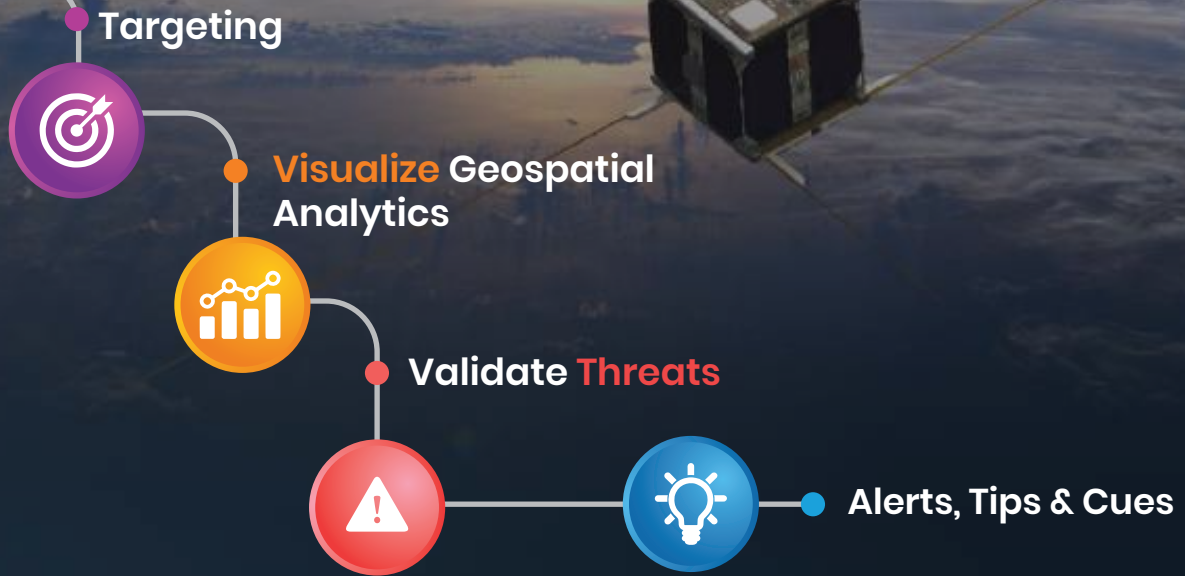 Targeting
Visualize Geospatial
Analytics
Validate Threats
Alerts, Tips & Cues